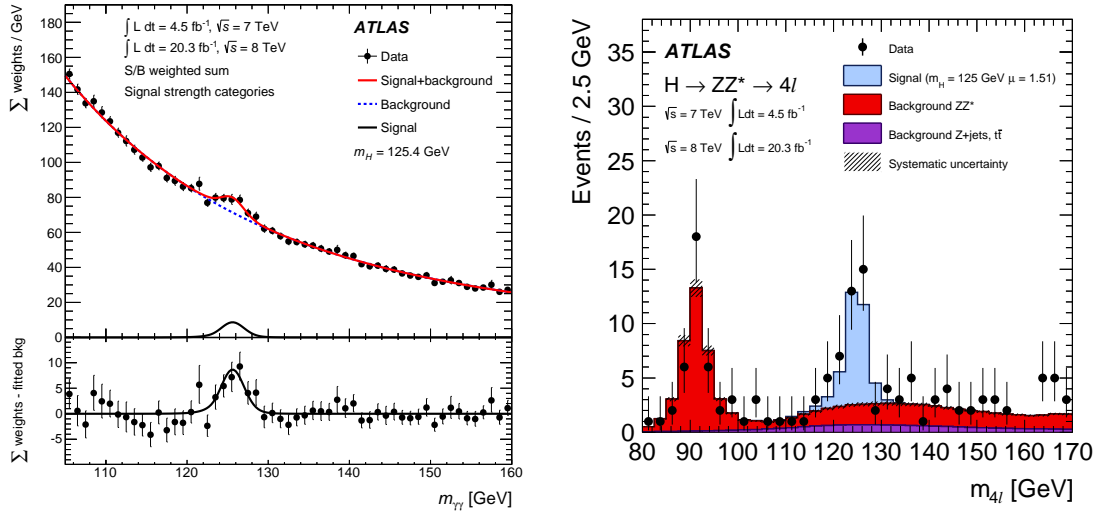 ∑ weights / GeV
180
160
140
120
100
80
60
40
20
0
∫ L dt = 4.5 fb⁻¹, √s = 7 TeV
∫ L dt = 20.3 fb⁻¹, √s = 8 TeV
S/B weighted sum
Signal strength categories
ATLAS
Data
Signal+background
Background
Signal
m_H = 125.4 GeV
∑ weights - fitted bkg
10
5
0
-5
110 120 130 140 150 160
m_γγ [GeV]
Events / 2.5 GeV
35
30
25
20
15
10
5
0
ATLAS
H → ZZ* → 4l
√s = 7 TeV ∫ Ldt = 4.5 fb⁻¹
√s = 8 TeV ∫ Ldt = 20.3 fb⁻¹
Data
Signal (m_H = 125 GeV μ = 1.51)
Background ZZ*
Background Z+jets, tt̄
Systematic uncertainty
80 90 100 110 120 130 140 150 160 170
m_4l [GeV]